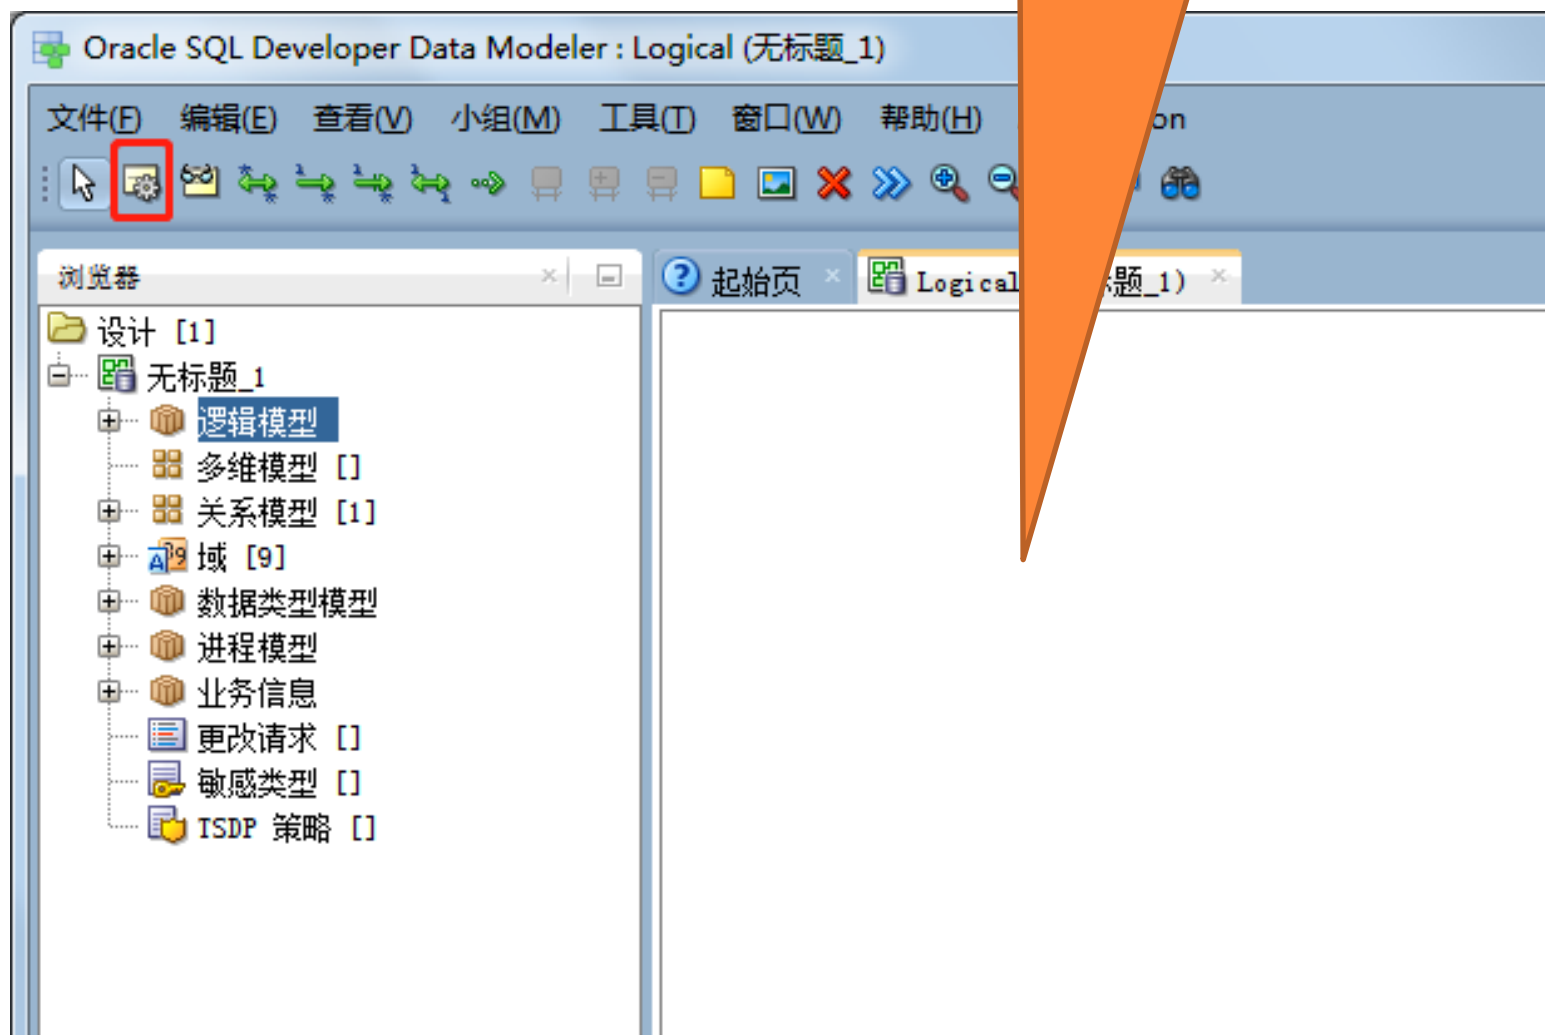 Oracle SQL Developer Data Modeler : Logical (无标题_1)
文件(F) 编辑(E) 查看(V) 小组(M) 工具(T) 窗口(W) 帮助(H) on
浏览器
起始页 Logical 题_1)
设计 [1]
无标题_1
逻辑模型
多维模型 []
关系模型 [1]
域 [9]
数据类型模型
进程模型
业务信息
更改请求 []
敏感类型 []
TSDP 策略 []